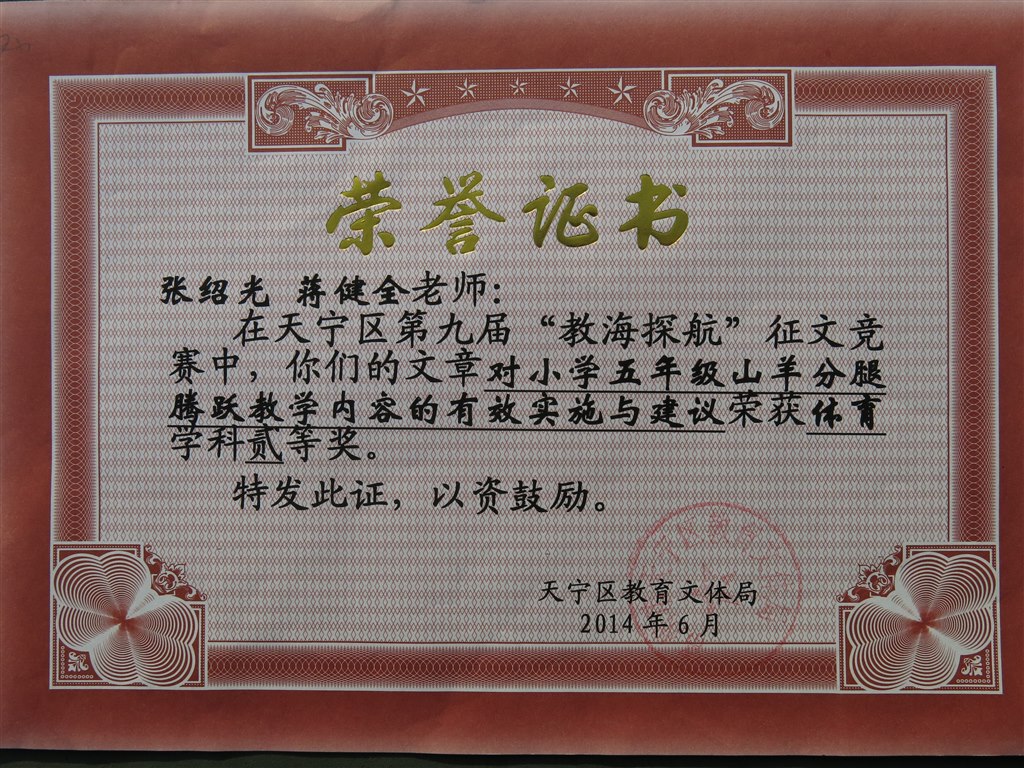 荣誉证书
张绍光 蒋健全老师：
在天宁区第九届“教海探航”征文竞
赛中，你们的文章对小学五年级山羊分腿
腾跃教学内容的有效实施与建议荣获体育
学科贰等奖。
特发此证，以资鼓励。
天宁区教育文体局
2014 年 6 月